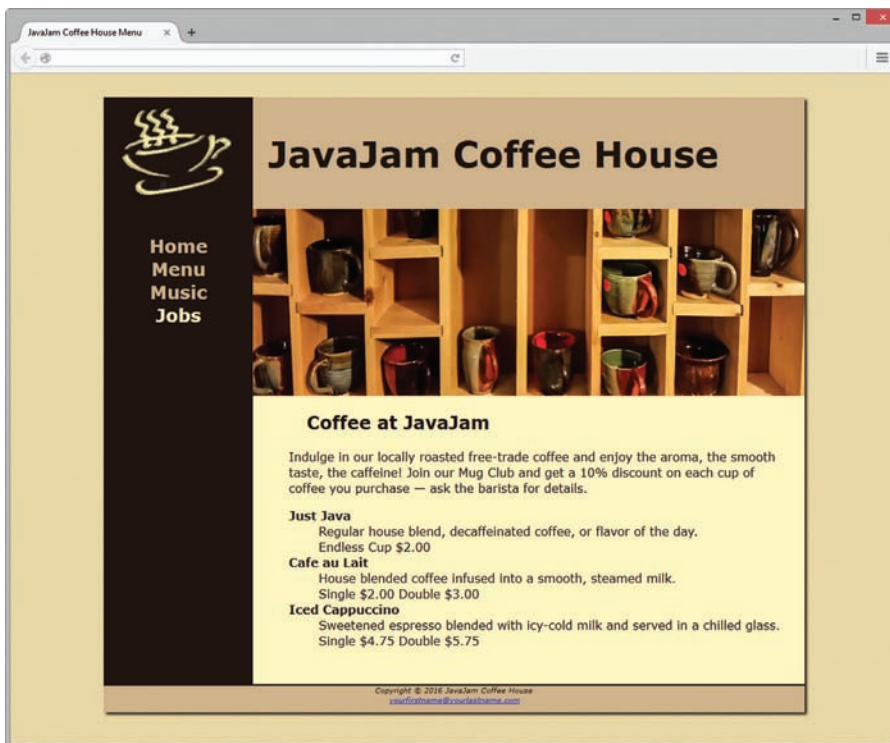 JavaJam Coffee House Menu
JavaJam Coffee House
Home
Menu
Music
Jobs
Coffee at JavaJam
Indulge in our locally roasted free-trade coffee and enjoy the aroma, the smooth
taste, the caffeine! Join our Mug Club and get a 10% discount on each cup of
coffee you purchase — ask the barista for details.
Just Java
Regular house blend, decaffeinated coffee, or flavor of the day.
Endless Cup $2.00
Cafe au Lait
House blended coffee infused into a smooth, steamed milk.
Single $2.00 Double $3.00
Iced Cappuccino
Sweetened espresso blended with icy-cold milk and served in a chilled glass.
Single $4.75 Double $5.75
Copyright © 2016 JavaJam Coffee House
yourfirstname@yourlastname.com